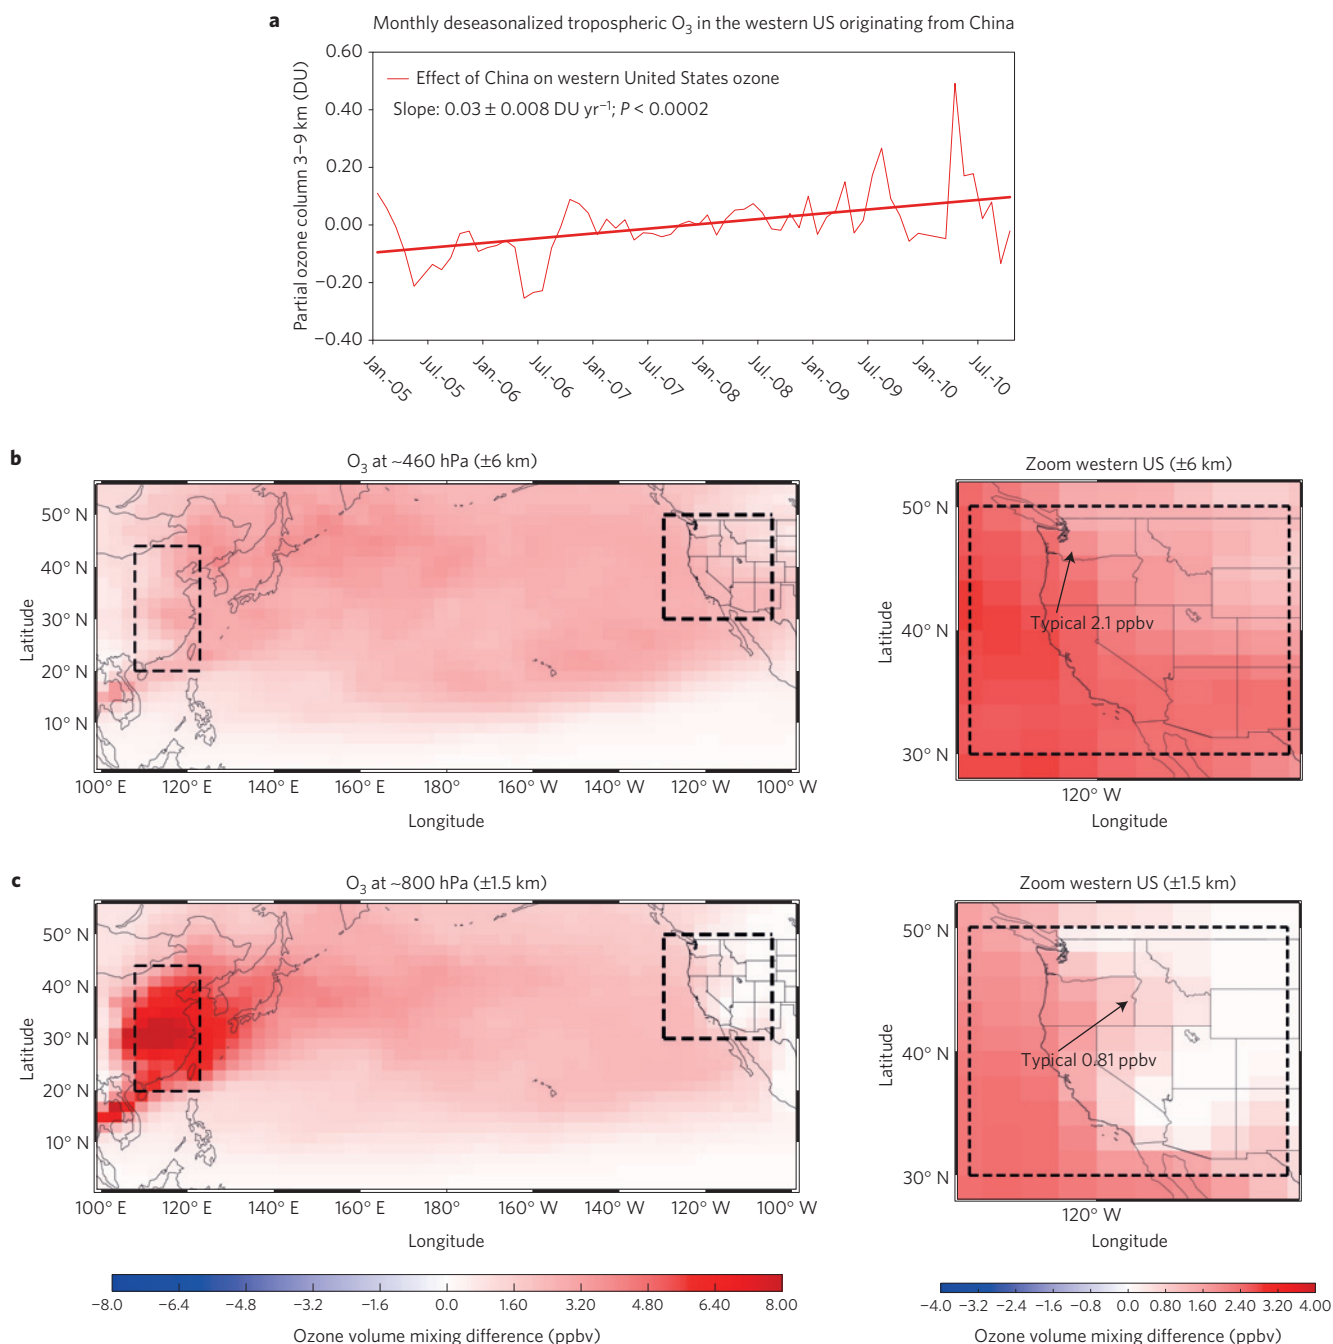 a Monthly deseasonalized tropospheric O₃ in the western US originating from China
Partial ozone column 3–9 km (DU)
0.60
0.40
0.20
0.00
−0.20
−0.40
Effect of China on western United States ozone
Slope: 0.03 ± 0.008 DU yr⁻¹; P < 0.0002
Jan.-05 Jul.-05 Jan.-06 Jul.-06 Jan.-07 Jul.-07 Jan.-08 Jul.-08 Jan.-09 Jul.-09 Jan.-10 Jul.-10
b
O₃ at ~460 hPa (±6 km)
Latitude
50° N
40° N
30° N
20° N
10° N
100° E 120° E 140° E 160° E 180° E 160° W 140° W 120° W 100° W
Longitude
Zoom western US (±6 km)
Latitude
50° N
40° N
30° N
Typical 2.1 ppbv
120° W
Longitude
c
O₃ at ~800 hPa (±1.5 km)
Latitude
50° N
40° N
30° N
20° N
10° N
100° E 120° E 140° E 160° E 180° E 160° W 140° W 120° W 100° W
Longitude
Zoom western US (±1.5 km)
Latitude
50° N
40° N
30° N
Typical 0.81 ppbv
120° W
Longitude
−8.0 −6.4 −4.8 −3.2 −1.6 0.0 1.60 3.20 4.80 6.40 8.00
Ozone volume mixing difference (ppbv)
−4.0 −3.2 −2.4 −1.6 −0.8 0.0 0.80 1.60 2.40 3.20 4.00
Ozone volume mixing difference (ppbv)